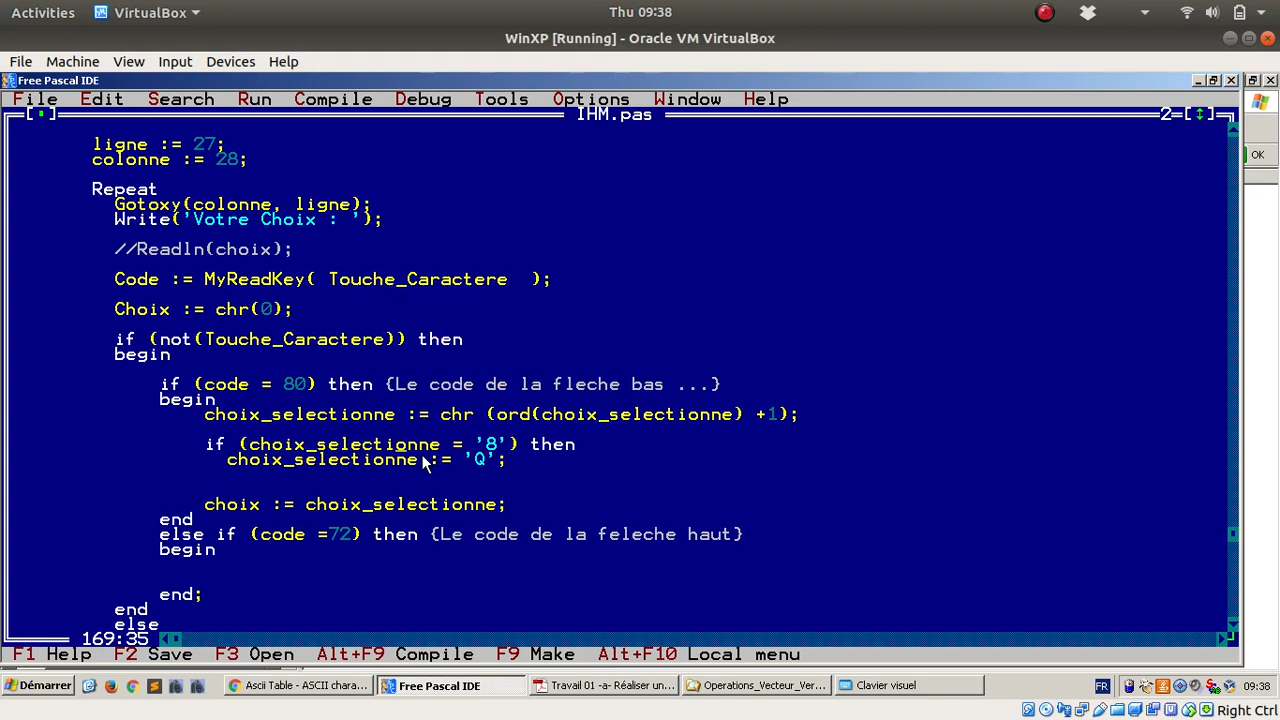 Activities VirtualBox Thu 09:38
WinXP [Running] - Oracle VM VirtualBox
File Machine View Input Devices Help
Free Pascal IDE
File Edit Search Run Compile Debug Tools Options Window Help
IHM.pas 2=[↕]
ligne := 27;
colonne := 28;
Repeat
Gotoxy(colonne, ligne);
Write('Votre Choix : ');
//Readln(choix);
Code := MyReadKey( Touche_Caractere );
Choix := chr(0);
if (not(Touche_Caractere)) then
begin
if (code = 80) then {Le code de la fleche bas ...}
begin
choix_selectionne := chr (ord(choix_selectionne) +1);
if (choix_selectionne = '8') then
choix_selectionne := 'Q';
choix := choix_selectionne;
end
else if (code =72) then {Le code de la feleche haut}
begin
end;
end
else
169:35
F1 Help F2 Save F3 Open Alt+F9 Compile F9 Make Alt+F10 Local menu
OK
Démarrer Ascii Table - ASCII chara... Free Pascal IDE Travail 01 -a- Réaliser un... Operations_Vecteur_Ver... Clavier visuel FR 09:38
Right Ctrl